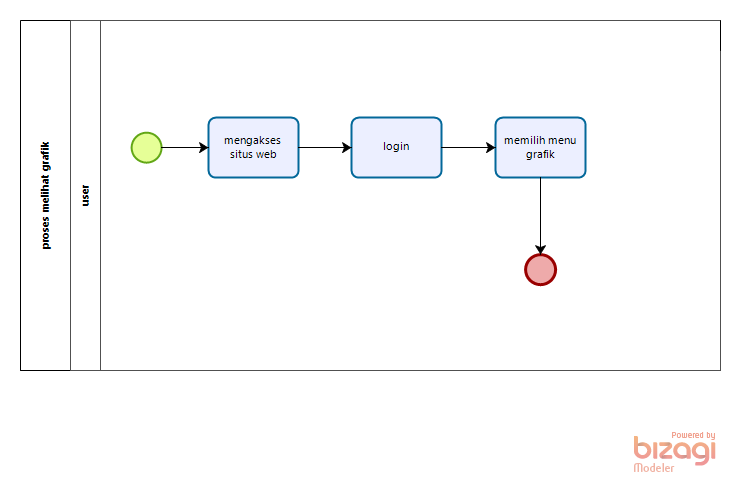 proses melihat grafik
user
mengakses
situs web
login
memilih menu
grafik
Powered by
bizagi
Modeler